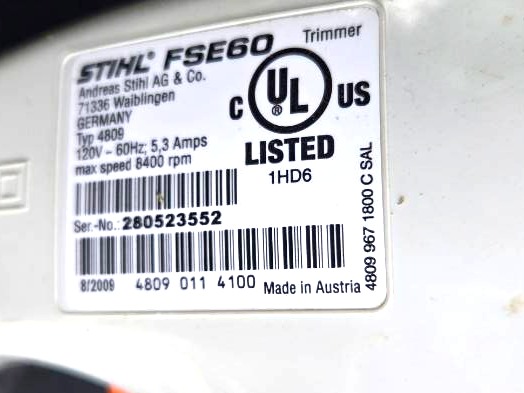 STIHL® FSE60 Trimmer
Andreas Stihl AG & Co.
71336 Waiblingen
GERMANY
Typ 4809
120V ~ 60Hz; 5,3 Amps
max speed 8400 rpm
C UL ® US
LISTED
1HD6
Ser.-No.: 280523552
8/2009 4809 011 4100 Made in Austria
4809 967 1800 C SAL